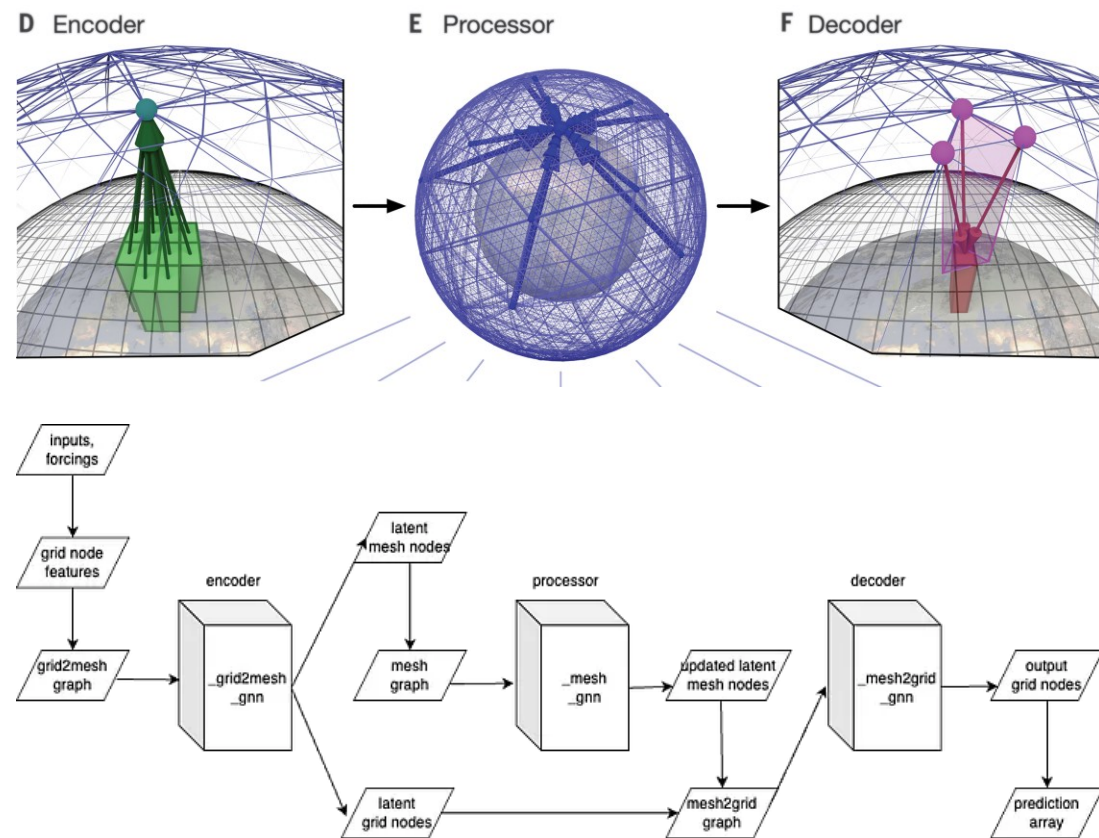 D Encoder
E Processor
F Decoder
inputs,
forcings
grid node
features
grid2mesh
graph
encoder
_grid2mesh
_gnn
latent
mesh nodes
mesh
graph
latent
grid nodes
processor
_mesh
_gnn
updated latent
mesh nodes
mesh2grid
graph
decoder
_mesh2grid
_gnn
output
grid nodes
prediction
array